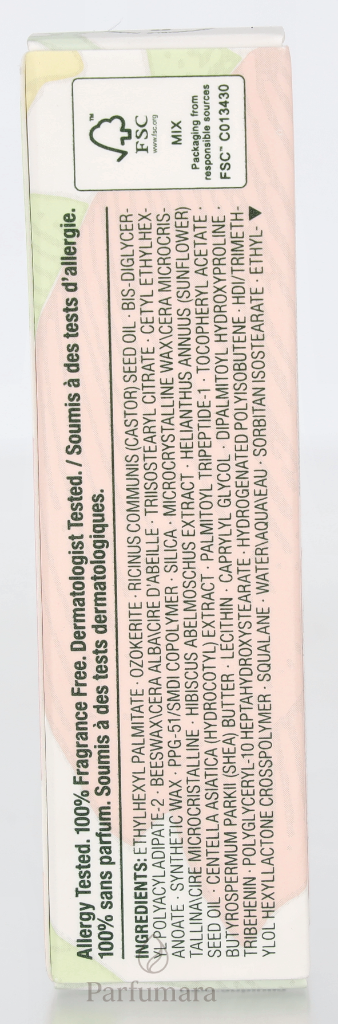 Allergy Tested. 100% Fragrance Free. Dermatologist Tested. / Soumis à des tests d'allergie.
100% sans parfum. Soumis à des tests dermatologiques.
INGREDIENTS: ETHYLHEXYL PALMITATE · OZOKERITE · RICINUS COMMUNIS (CASTOR) SEED OIL · BIS-DIGLYCER-
YL POLYACYLADIPATE-2 · BEESWAX\CERA ALBA\CIRE D'ABEILLE · TRIISOSTEARYL CITRATE · CETYL ETHYLHEX-
ANOATE · SYNTHETIC WAX · PPG-51/SMDI COPOLYMER · SILICA · MICROCRYSTALLINE WAX\CERA MICROCRIS-
TALLINA\CIRE MICROCRISTALLINE · HIBISCUS ABELMOSCHUS EXTRACT · HELIANTHUS ANNUUS (SUNFLOWER)
SEED OIL · CENTELLA ASIATICA (HYDROCOTYL) EXTRACT · PALMITOYL TRIPEPTIDE-1 · TOCOPHERYL ACETATE ·
BUTYROSPERMUM PARKII (SHEA) BUTTER · LECITHIN · CAPRYLYL GLYCOL · DIPALMITOYL HYDROXYPROLINE ·
TRIBEHENIN · POLYGLYCERYL-10 HEPTAHYDROXYSTEARATE · HYDROGENATED POLYISOBUTENE · HDI/TRIMETH-
YLOL HEXYLLACTONE CROSSPOLYMER · SQUALANE · WATER\AQUA\EAU · SORBITAN ISOSTEARATE · ETHYL-▼
FSC™
www.fsc.org
MIX
Packaging from
responsible sources
FSC™ C013430
Parfumara